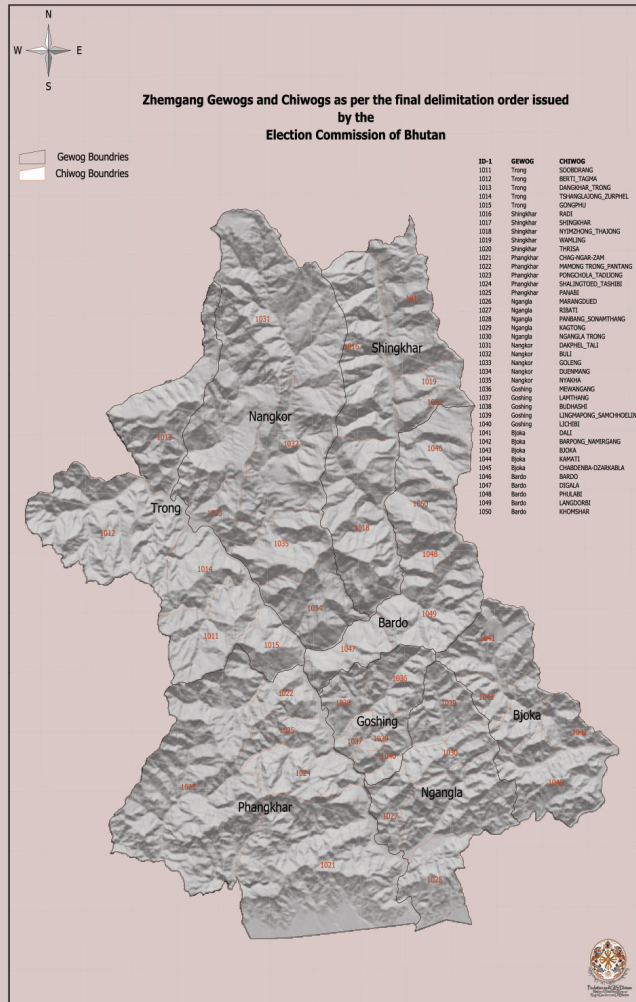 N
W E
S
Zhemgang Gewogs and Chiwogs as per the final delimitation order issued
by the
Election Commission of Bhutan
Gewog Boundries
Chiwog Boundries
ID-1 GEWOG CHIWOG
1011 Trong SOOBDRANG
1012 Trong BERTI_TAGMA
1013 Trong DANGKHAR_TRONG
1014 Trong TSHANGLAJONG_ZURPHEL
1015 Trong GONGPHU
1016 Shingkhar RADI
1017 Shingkhar SHINGKHAR
1018 Shingkhar NYIMZHONG_THAJONG
1019 Shingkhar WAMLING
1020 Shingkhar THRISA
1021 Phangkhar CHAG-NGAR-ZAM
1022 Phangkhar MAMONG TRONG_PANTANG
1023 Phangkhar PONGCHOLA_TADIJONG
1024 Phangkhar SHALINGTOED_TASHIBI
1025 Phangkhar PANABI
1026 Ngangla MARANGDUED
1027 Ngangla RIBATI
1028 Ngangla PANBANG_SONAMTHANG
1029 Ngangla KAGTONG
1030 Ngangla NGANGLA TRONG
1031 Nangkor DAKPHEL_TALI
1032 Nangkor BULI
1033 Nangkor GOLENG
1034 Nangkor DUENMANG
1035 Nangkor NYAKHA
1036 Goshing MEWANGANG
1037 Goshing LAMTHANG
1038 Goshing BUDHASHI
1039 Goshing LINGMAPONG_SAMCHHOELIN
1040 Goshing LICHIBI
1041 Bjoka DALI
1042 Bjoka BARPONG_NAMIRGANG
1043 Bjoka BJOKA
1044 Bjoka KAMATI
1045 Bjoka CHABDENBA-DZARKABLA
1046 Bardo BARDO
1047 Bardo DIGALA
1048 Bardo PHULABI
1049 Bardo LANGDORBI
1050 Bardo KHOMSHAR
1031
Shingkhar
1019
Nangkor
1046
Trong
1012
1018
1035
1048
1014
1049
Bardo
1011
1015
1047
1041
1022
Goshing
Bjoka
1024
Phangkhar
Ngangla
1027
1021
1028